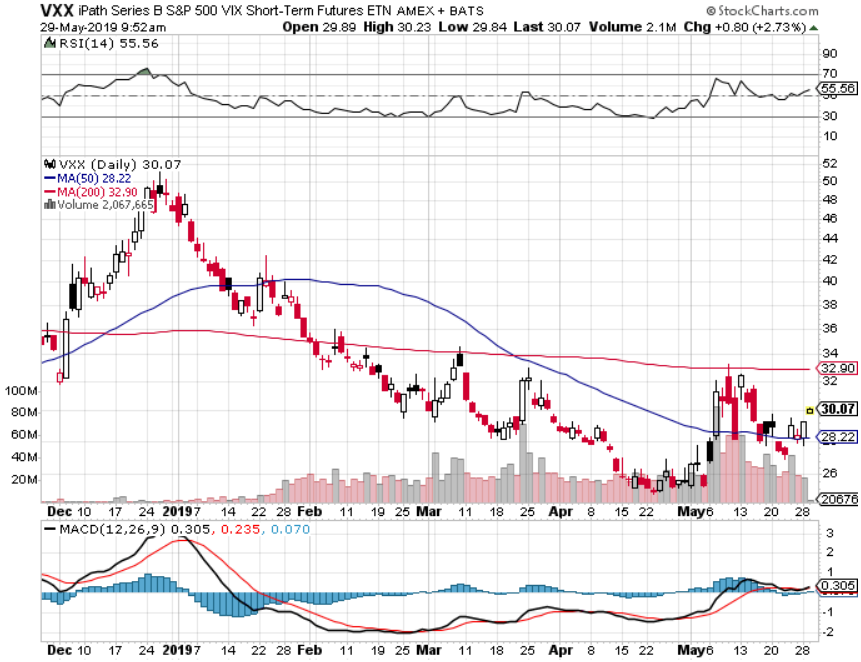 VXX iPath Series B S&P 500 VIX Short-Term Futures ETN AMEX + BATS
© StockCharts.com
29-May-2019 9:52am
Open 29.89 High 30.23 Low 29.84 Last 30.07 Volume 2.1M Chg +0.80 (+2.73%)
RSI(14) 55.56
90
70
55.56
50
30
10
VXX (Daily) 30.07
MA(50) 28.22
MA(200) 32.90
Volume 2,067,665
52
50
48
46
44
42
40
38
36
34
32.90
32
30.07
28.22
26
20676
100M
80M
60M
40M
20M
Dec 10 17 24 2019 7 14 22 28 Feb 11 19 25 Mar 11 18 25 Apr 8 15 22 May 6 13 20 28
MACD(12,26,9) 0.305, 0.235, 0.070
3
2
1
0.305
-1
-2
Dec 10 17 24 2019 7 14 22 28 Feb 11 19 25 Mar 11 18 25 Apr 8 15 22 May 6 13 20 28